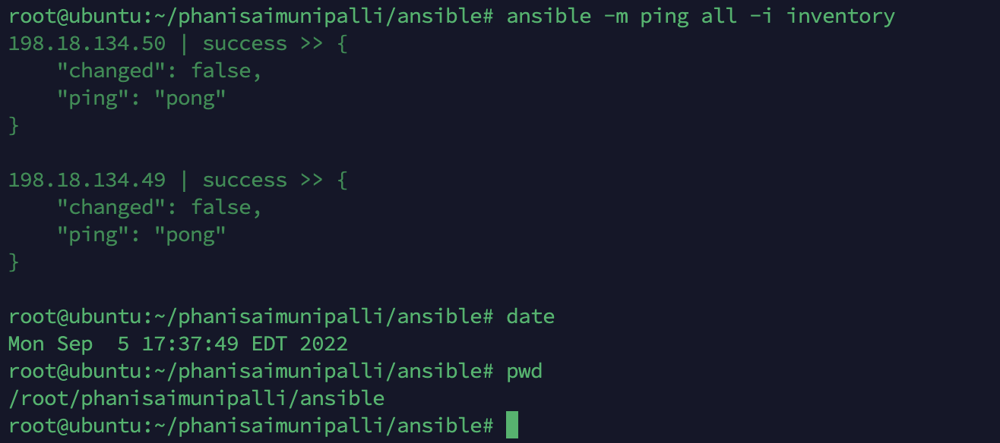 root@ubuntu:~/phanisaimunipalli/ansible# ansible -m ping all -i inventory
198.18.134.50 | success >> {
    "changed": false,
    "ping": "pong"
}

198.18.134.49 | success >> {
    "changed": false,
    "ping": "pong"
}

root@ubuntu:~/phanisaimunipalli/ansible# date
Mon Sep  5 17:37:49 EDT 2022
root@ubuntu:~/phanisaimunipalli/ansible# pwd
/root/phanisaimunipalli/ansible
root@ubuntu:~/phanisaimunipalli/ansible#